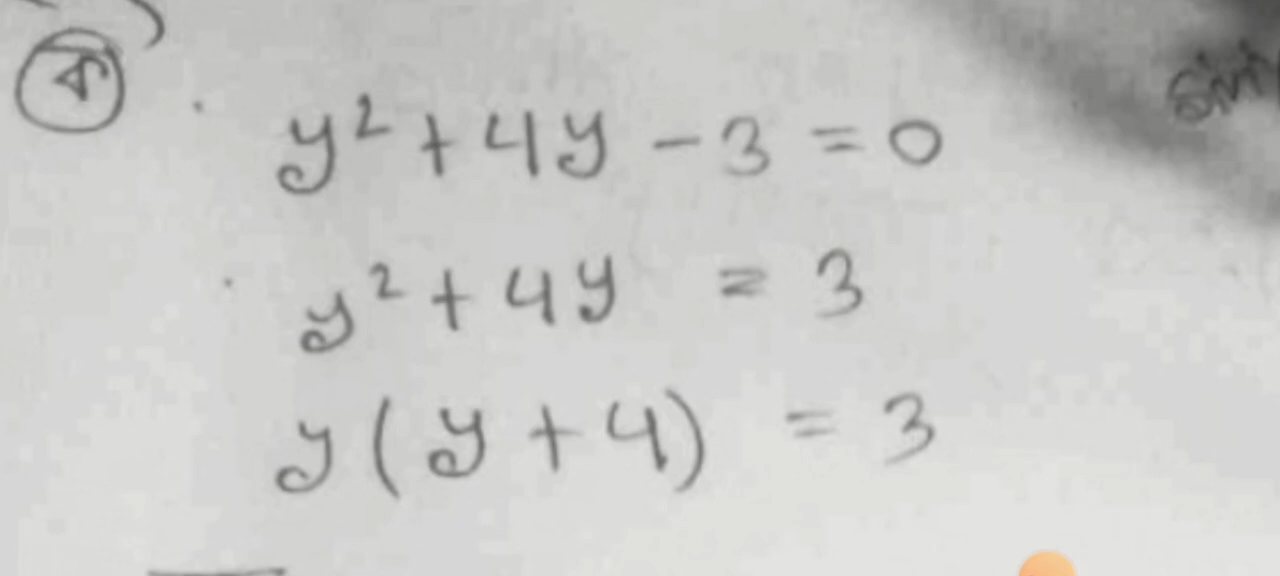 y² + 4y - 3 = 0
y² + 4y = 3
y(y + 4) = 3